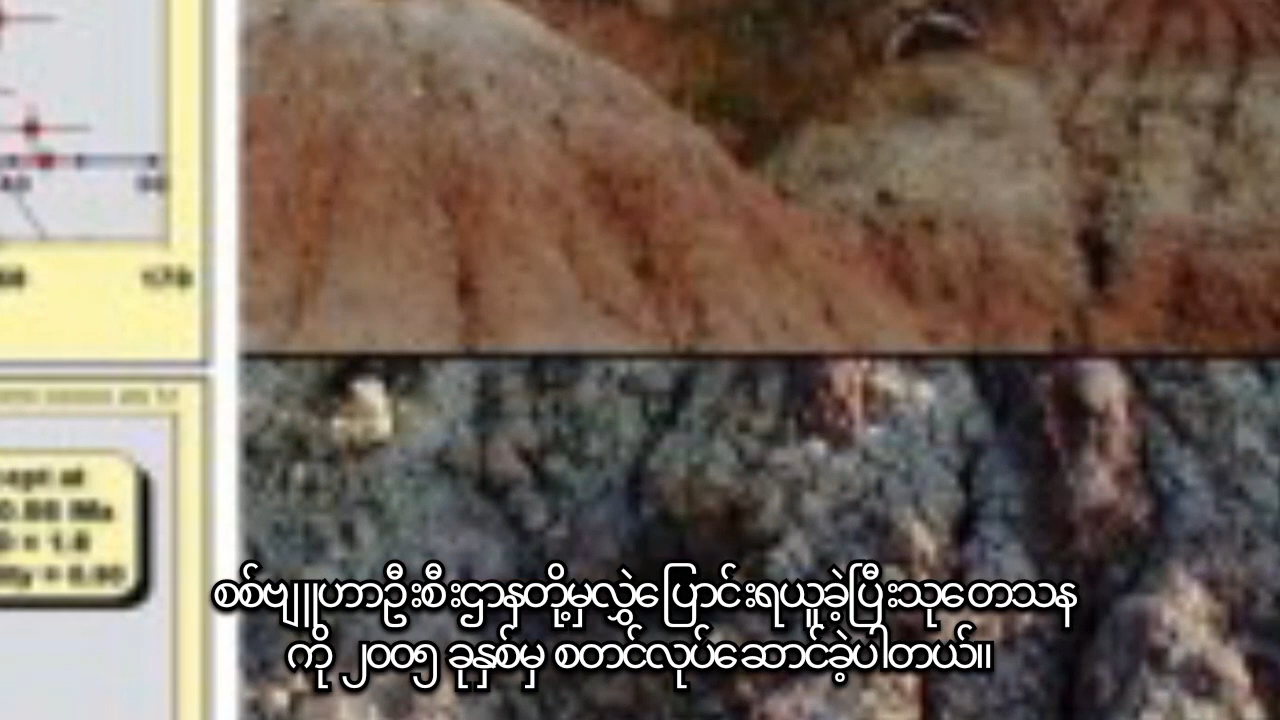 170
စစ်ဗျူဟာဦးစီးဌာနတို့မှလွှဲပြောင်းရယူခဲ့ပြီးသုတေသန
ကို ၂၀၀၅ ခုနှစ်မှ စတင်လုပ်ဆောင်ခဲ့ပါတယ်။